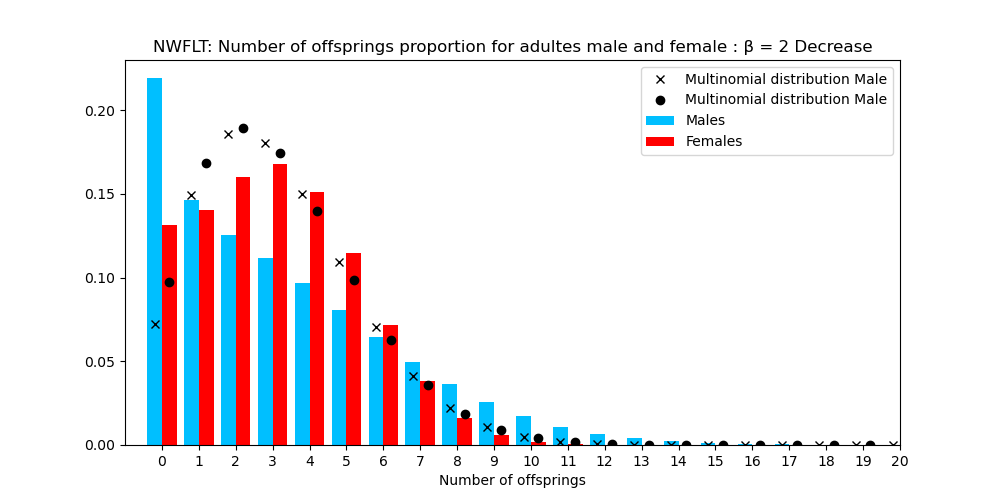 NWFLT: Number of offsprings proportion for adultes male and female : β = 2 Decrease
Multinomial distribution Male
Multinomial distribution Male
Males
Females
0.20
0.15
0.10
0.05
0.00
0 1 2 3 4 5 6 7 8 9 10 11 12 13 14 15 16 17 18 19 20
Number of offsprings